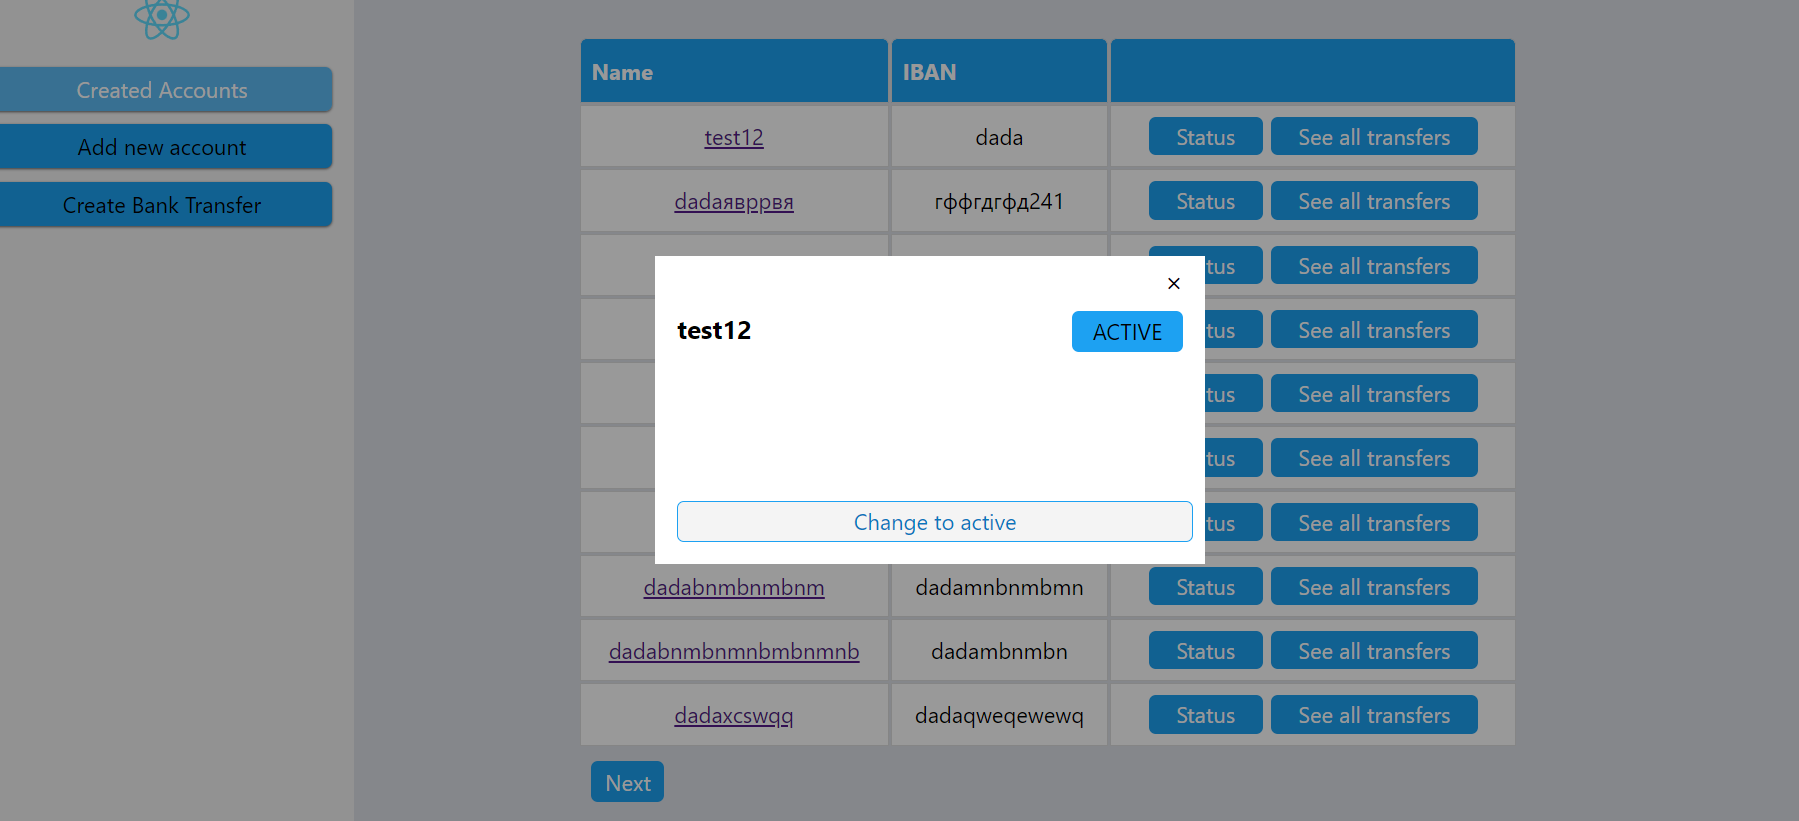 Created Accounts
Add new account
Create Bank Transfer
Name IBAN
test12 dada Status See all transfers
dadaявррвя гффгдгфд241 Status See all transfers
tus See all transfers
tus See all transfers
tus See all transfers
tus See all transfers
tus See all transfers
×
test12 ACTIVE
Change to active
dadabnmbnmbnm dadamnbnmbmn Status See all transfers
dadabnmbnmnbmbnmnb dadambnmbn Status See all transfers
dadaxcswqq dadaqweqewewq Status See all transfers
Next